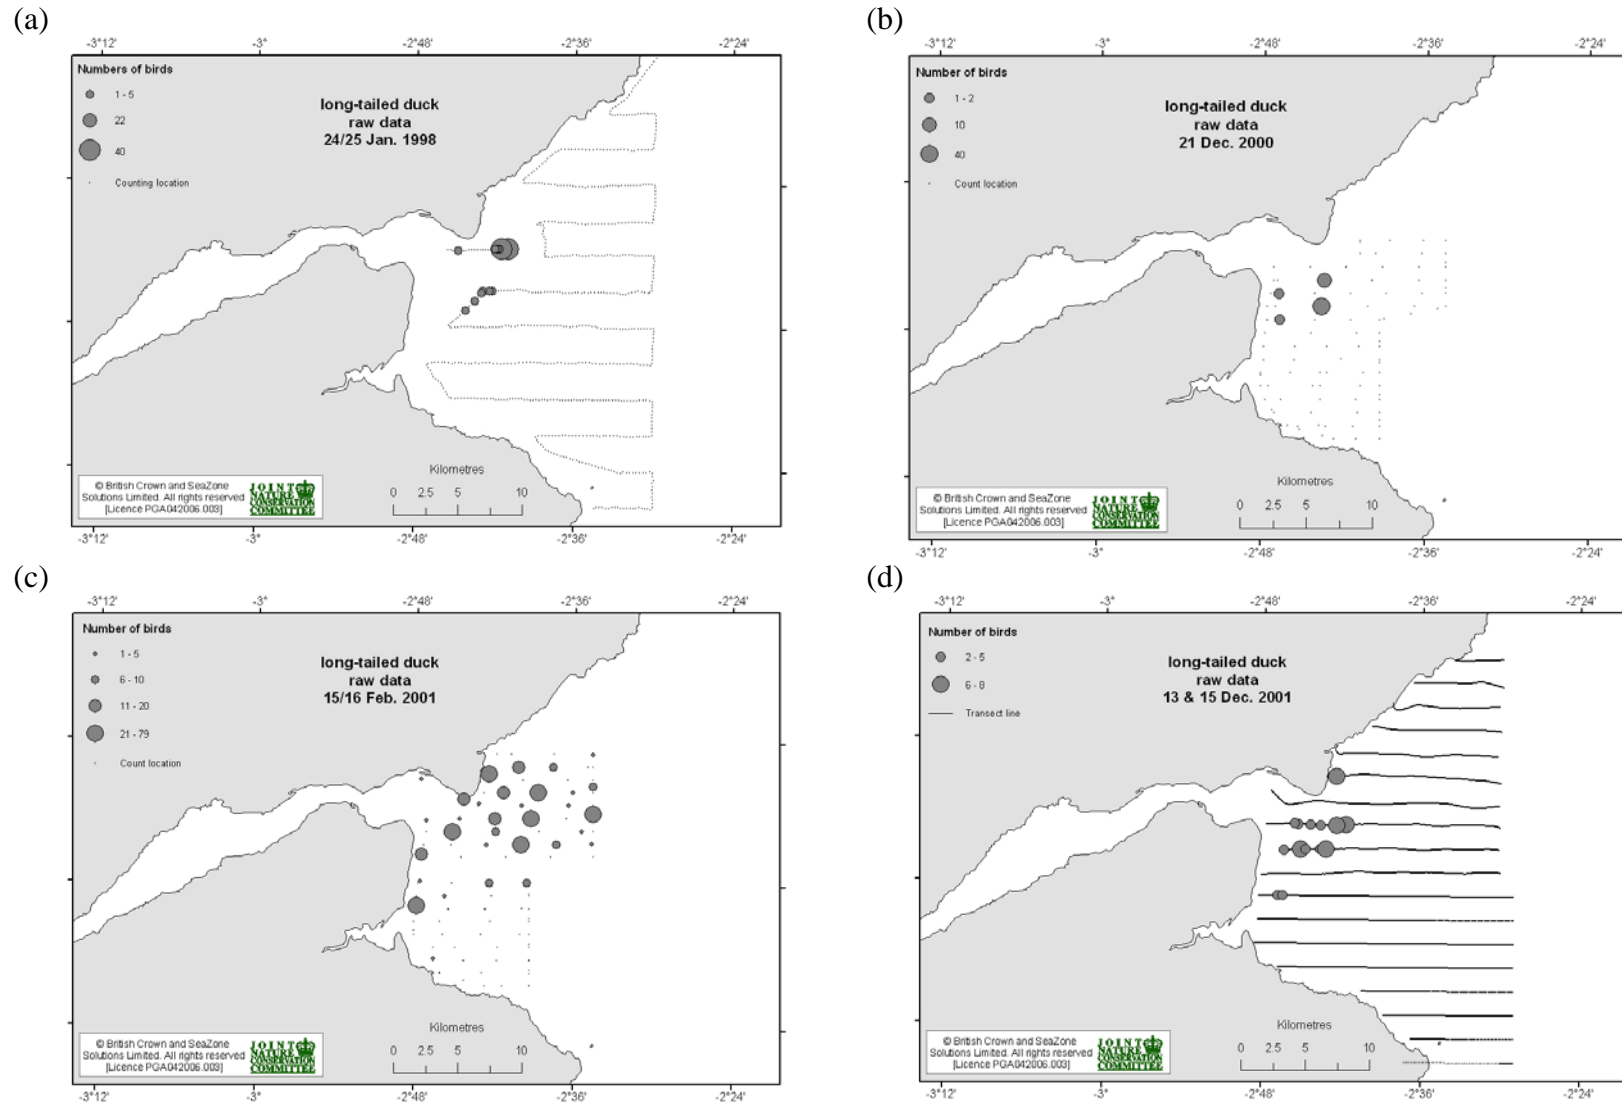 (a)
-3°12' -3° -2°48' -2°36' -2°24'
Numbers of birds
1 - 5
22
40
Counting location
long-tailed duck
raw data
24/25 Jan. 1998
Kilometres
0 2.5 5 10
© British Crown and SeaZone
Solutions Limited. All rights reserved
[Licence PGA042006.003]
JOINT
NATURE
CONSERVATION
COMMITTEE
-3°12' -3° -2°48' -2°36' -2°24'
(b)
-3°12' -3° -2°48' -2°36' -2°24'
Number of birds
1 - 2
10
40
Count location
long-tailed duck
raw data
21 Dec. 2000
Kilometres
0 2.5 5 10
© British Crown and SeaZone
Solutions Limited. All rights reserved
[Licence PGA042006.003]
JOINT
NATURE
CONSERVATION
COMMITTEE
-3°12' -3° -2°48' -2°36' -2°24'
(c)
-3°12' -3° -2°48' -2°36' -2°24'
Number of birds
1 - 5
6 - 10
11 - 20
21 - 79
Count location
long-tailed duck
raw data
15/16 Feb. 2001
Kilometres
0 2.5 5 10
© British Crown and SeaZone
Solutions Limited. All rights reserved
[Licence PGA042006.003]
JOINT
NATURE
CONSERVATION
COMMITTEE
-3°12' -3° -2°48' -2°36' -2°24'
(d)
-3°12' -3° -2°48' -2°36' -2°24'
Number of birds
2 - 5
6 - 8
Transect line
long-tailed duck
raw data
13 & 15 Dec. 2001
Kilometres
0 2.5 5 10
© British Crown and SeaZone
Solutions Limited. All rights reserved
[Licence PGA042006.003]
JOINT
NATURE
CONSERVATION
COMMITTEE
-3°12' -3° -2°48' -2°36' -2°24'